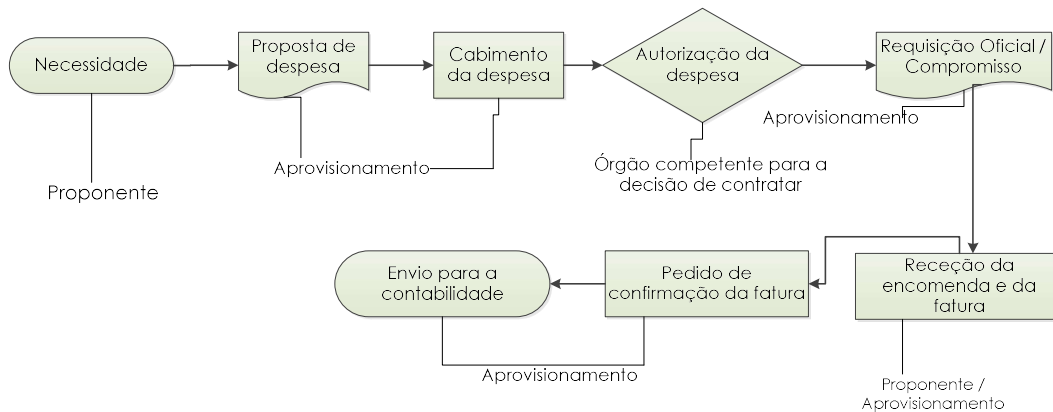 Necessidade
Proposta de
despesa
Cabimento
da despesa
Autorização da
despesa
Requisição Oficial /
Compromisso
Proponente
Aprovisionamento
Órgão competente para a
decisão de contratar
Aprovisionamento
Envio para a
contabilidade
Pedido de
confirmação da fatura
Receção da
encomenda e da
fatura
Aprovisionamento
Proponente /
Aprovisionamento